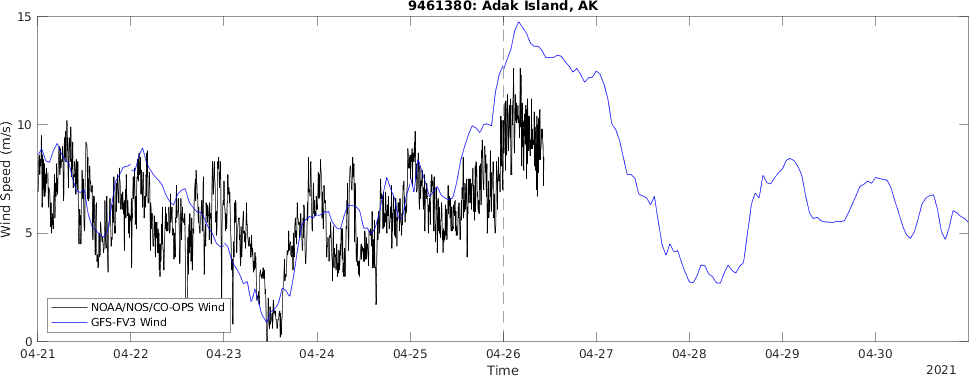 9461380: Adak Island, AK
Wind Speed (m/s)
15
10
5
0
NOAA/NOS/CO-OPS Wind
GFS-FV3 Wind
04-21 04-22 04-23 04-24 04-25 04-26 04-27 04-28 04-29 04-30
Time
2021